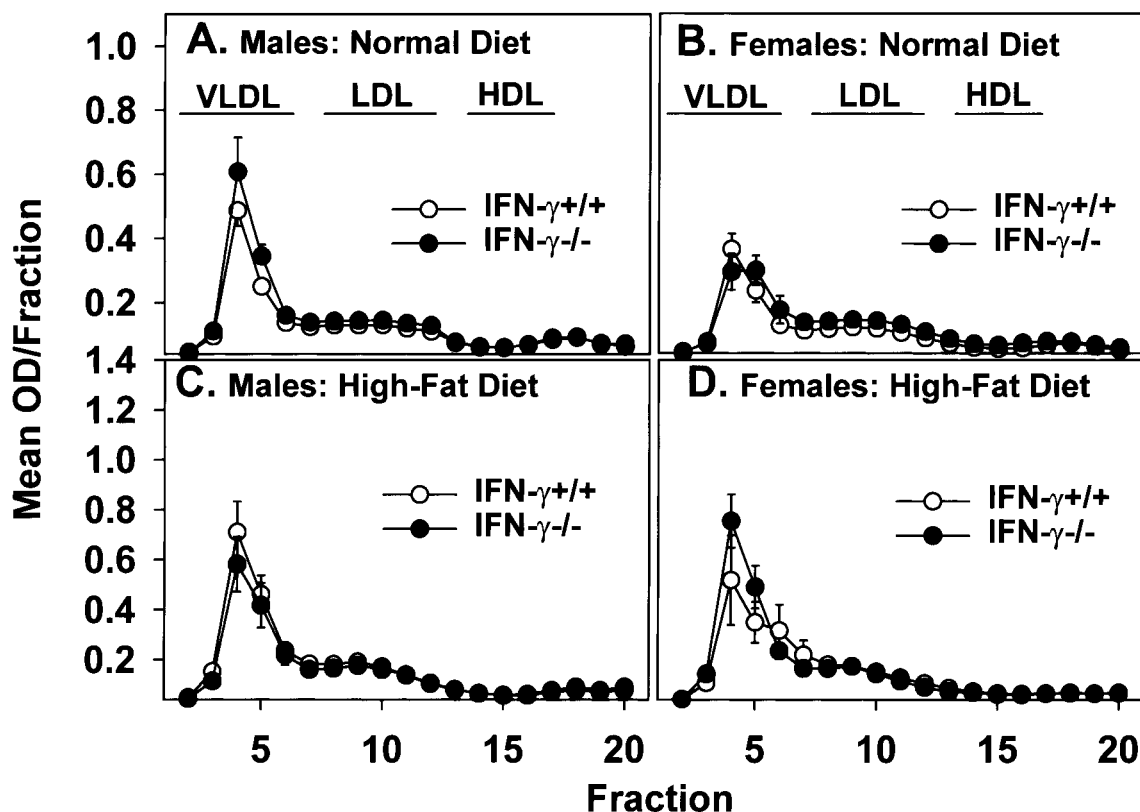 A. Males: Normal Diet
B. Females: Normal Diet
VLDL LDL HDL
VLDL LDL HDL
IFN-γ+/+
IFN-γ-/-
IFN-γ+/+
IFN-γ-/-
1.0
0.8
0.6
0.4
0.2
C. Males: High-Fat Diet
D. Females: High-Fat Diet
IFN-γ+/+
IFN-γ-/-
IFN-γ+/+
IFN-γ-/-
1.4
1.2
1.0
0.8
0.6
0.4
0.2
Mean OD/Fraction
5 10 15 20
5 10 15 20
Fraction